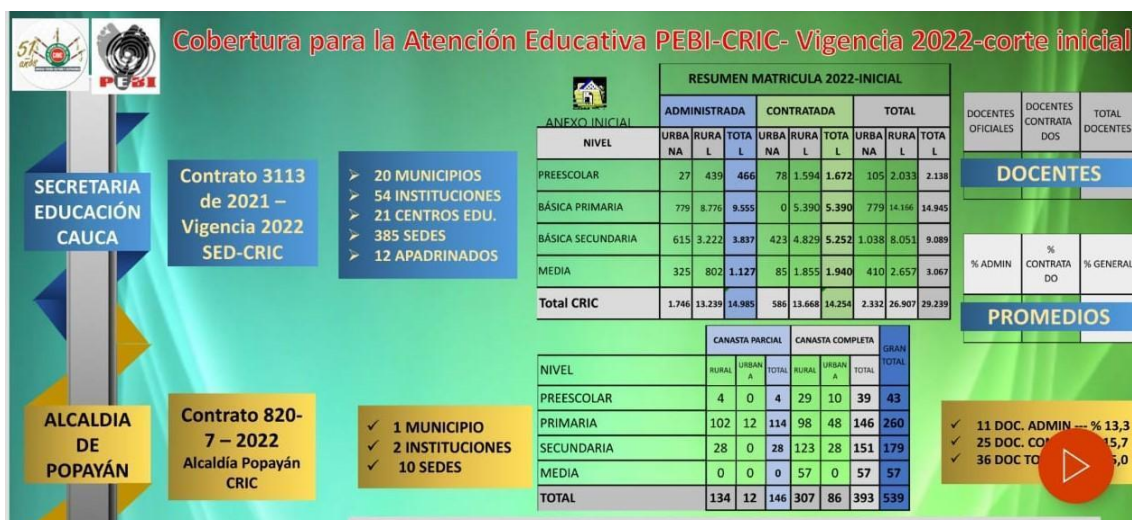 51 años
CRIC
PEBI
Cobertura para la Atención Educativa PEBI-CRIC- Vigencia 2022-corte inicial
SECRETARIA
EDUCACIÓN
CAUCA
Contrato 3113
de 2021 –
Vigencia 2022
SED-CRIC
20 MUNICIPIOS
54 INSTITUCIONES
21 CENTROS EDU.
385 SEDES
12 APADRINADOS
ANEXO INICIAL
RESUMEN MATRICULA 2022-INICIAL
ADMINISTRADA CONTRATADA TOTAL
NIVEL URBANA RURAL TOTAL URBANA RURAL TOTAL URBANA RURAL TOTAL
PREESCOLAR 27 439 466 78 1.594 1.672 105 2.033 2.138
BÁSICA PRIMARIA 779 8.776 9.555 0 5.390 5.390 779 14.166 14.945
BÁSICA SECUNDARIA 615 3.222 3.837 423 4.829 5.252 1.038 8.051 9.089
MEDIA 325 802 1.127 85 1.855 1.940 410 2.657 3.067
Total CRIC 1.746 13.239 14.985 586 13.668 14.254 2.332 26.907 29.239
DOCENTES OFICIALES DOCENTES CONTRATADOS TOTAL DOCENTES
DOCENTES
% ADMIN % CONTRATADO % GENERAL
PROMEDIOS
ALCALDIA
DE
POPAYÁN
Contrato 820-
7 – 2022
Alcaldía Popayán
CRIC
1 MUNICIPIO
2 INSTITUCIONES
10 SEDES
CANASTA PARCIAL CANASTA COMPLETA GRAN TOTAL
NIVEL RURAL URBANA TOTAL RURAL URBANA TOTAL
PREESCOLAR 4 0 4 29 10 39 43
PRIMARIA 102 12 114 98 48 146 260
SECUNDARIA 28 0 28 123 28 151 179
MEDIA 0 0 0 57 0 57 57
TOTAL 134 12 146 307 86 393 539
11 DOC. ADMIN --- % 13,3
25 DOC. 15,7
36 DOC 5,0